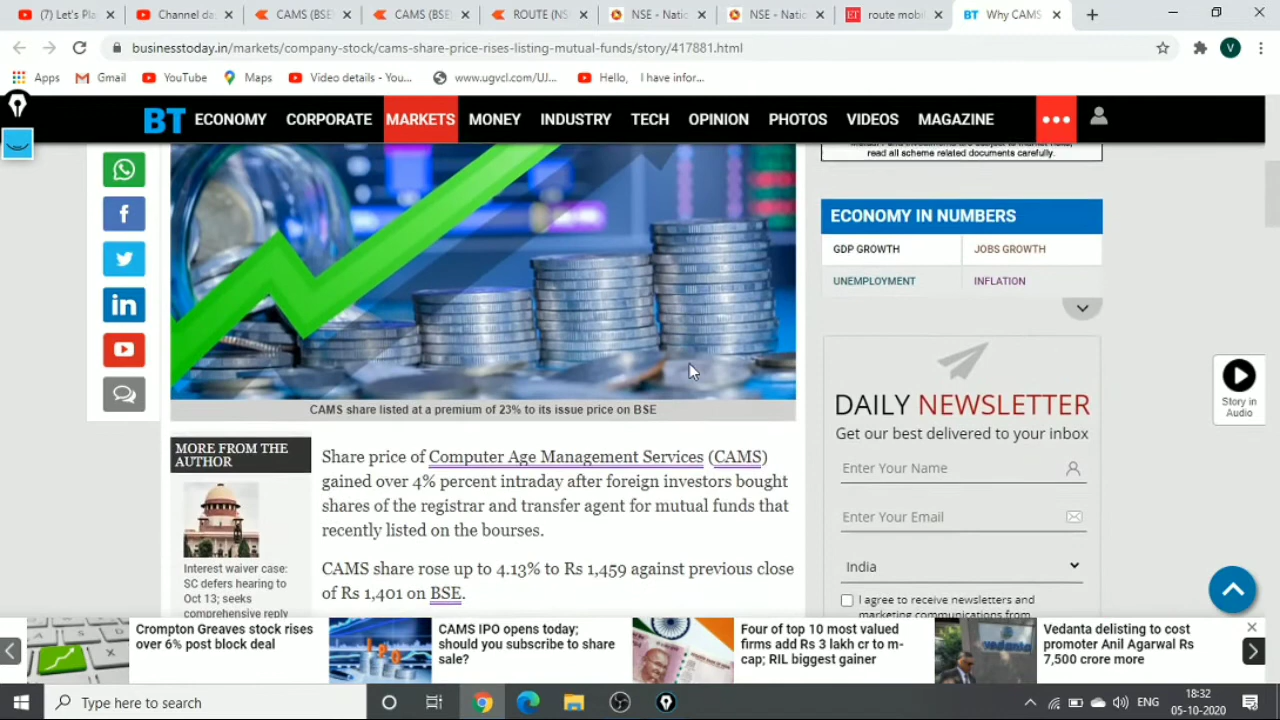 (7) Let's Pla
Channel da
CAMS (BSE
CAMS (BSE
ROUTE (NS
NSE - Natio
NSE - Natio
ET
route mobil
BT
Why CAMS
businesstoday.in/markets/company-stock/cams-share-price-rises-listing-mutual-funds/story/417881.html
V
Apps
Gmail
YouTube
Maps
Video details - You...
www.ugvcl.com/UJ...
Hello, I have infor...
BT
ECONOMY
CORPORATE
MARKETS
MONEY
INDUSTRY
TECH
OPINION
PHOTOS
VIDEOS
MAGAZINE
read all scheme related documents carefully.
ECONOMY IN NUMBERS
GDP GROWTH
JOBS GROWTH
UNEMPLOYMENT
INFLATION
CAMS share listed at a premium of 23% to its issue price on BSE
DAILY NEWSLETTER
Get our best delivered to your inbox
Enter Your Name
Enter Your Email
India
I agree to receive newsletters and
marketing communications from
Story in
Audio
MORE FROM THE
AUTHOR
Interest waiver case:
SC defers hearing to
Oct 13; seeks
comprehensive reply
Share price of Computer Age Management Services (CAMS)
gained over 4% percent intraday after foreign investors bought
shares of the registrar and transfer agent for mutual funds that
recently listed on the bourses.
CAMS share rose up to 4.13% to Rs 1,459 against previous close
of Rs 1,401 on BSE.
Crompton Greaves stock rises
over 6% post block deal
IPO
CAMS IPO opens today;
should you subscribe to share
sale?
Four of top 10 most valued
firms add Rs 3 lakh cr to m-
cap; RIL biggest gainer
vedanta
Vedanta delisting to cost
promoter Anil Agarwal Rs
7,500 crore more
Type here to search
ENG
18:32
05-10-2020